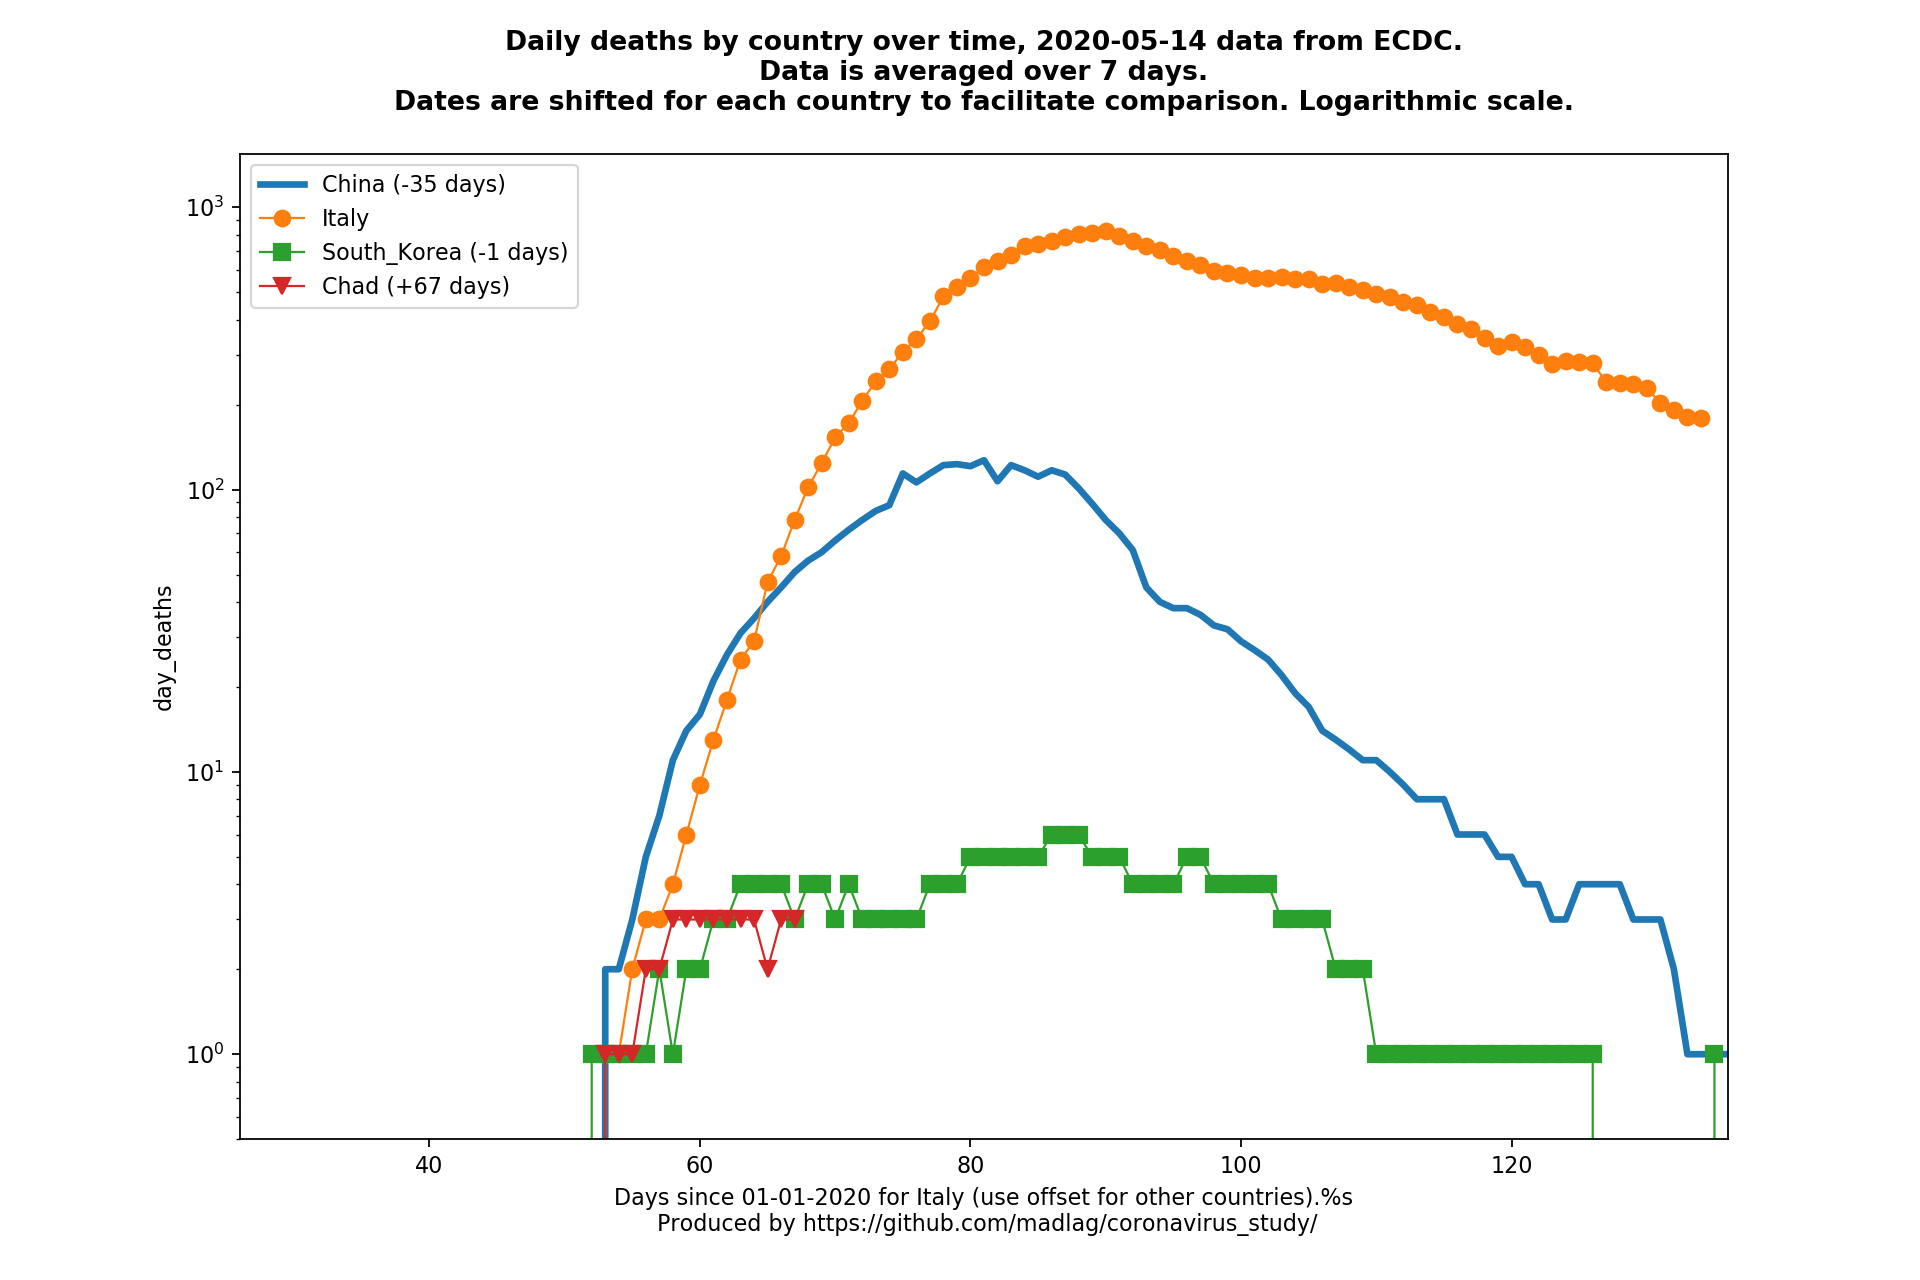 Daily deaths by country over time, 2020-05-14 data from ECDC.
Data is averaged over 7 days.
Dates are shifted for each country to facilitate comparison. Logarithmic scale.
China (-35 days)
Italy
South_Korea (-1 days)
Chad (+67 days)
10³
10²
10¹
10⁰
day_deaths
40 60 80 100 120
Days since 01-01-2020 for Italy (use offset for other countries).%s
Produced by https://github.com/madlag/coronavirus_study/